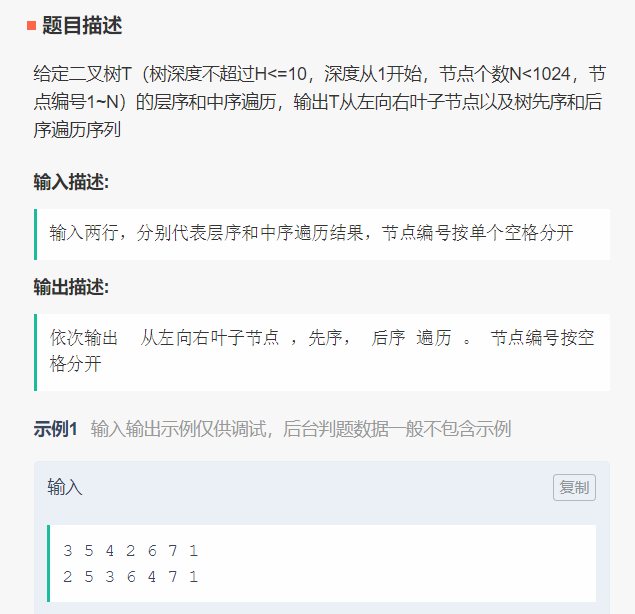 题目描述
给定二叉树T（树深度不超过H<=10，深度从1开始，节点个数N<1024，节
点编号1~N）的层序和中序遍历，输出T从左向右叶子节点以及树先序和后
序遍历序列
输入描述:
输入两行，分别代表层序和中序遍历结果，节点编号按单个空格分开
输出描述:
依次输出 从左向右叶子节点 ，先序， 后序 遍历 。 节点编号按空
格分开
示例1 输入输出示例仅供调试，后台判题数据一般不包含示例
输入
复制
3 5 4 2 6 7 1
2 5 3 6 4 7 1